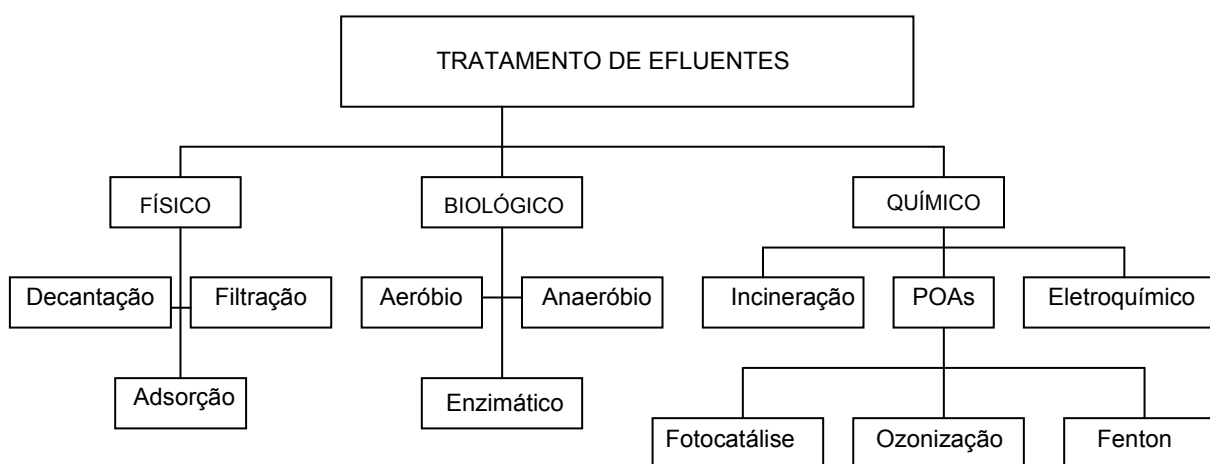 TRATAMENTO DE EFLUENTES
FÍSICO
BIOLÓGICO
QUÍMICO
Decantação
Filtração
Aeróbio
Anaeróbio
Incineração
POAs
Eletroquímico
Adsorção
Enzimático
Fotocatálise
Ozonização
Fenton